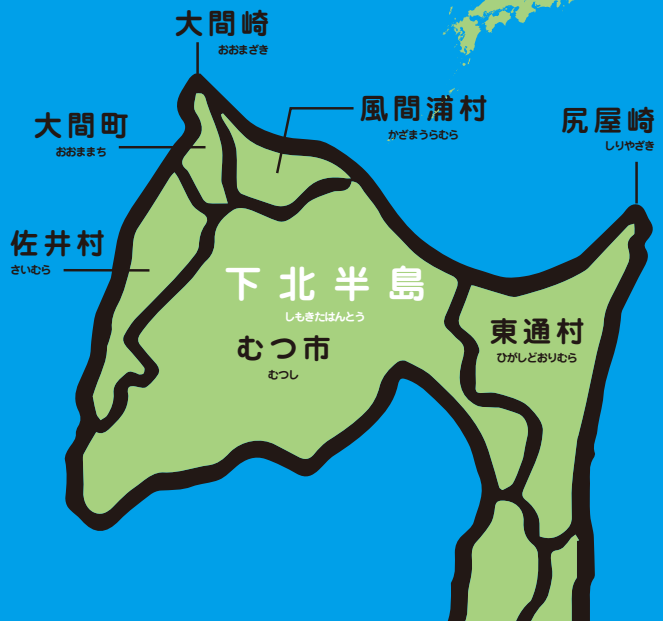 大間崎
おおまざき
大間町
おおままち
風間浦村
かざまうらむら
尻屋崎
しりやざき
佐井村
さいむら
下北半島
しもきたはんとう
むつ市
むつし
東通村
ひがしどおりむら